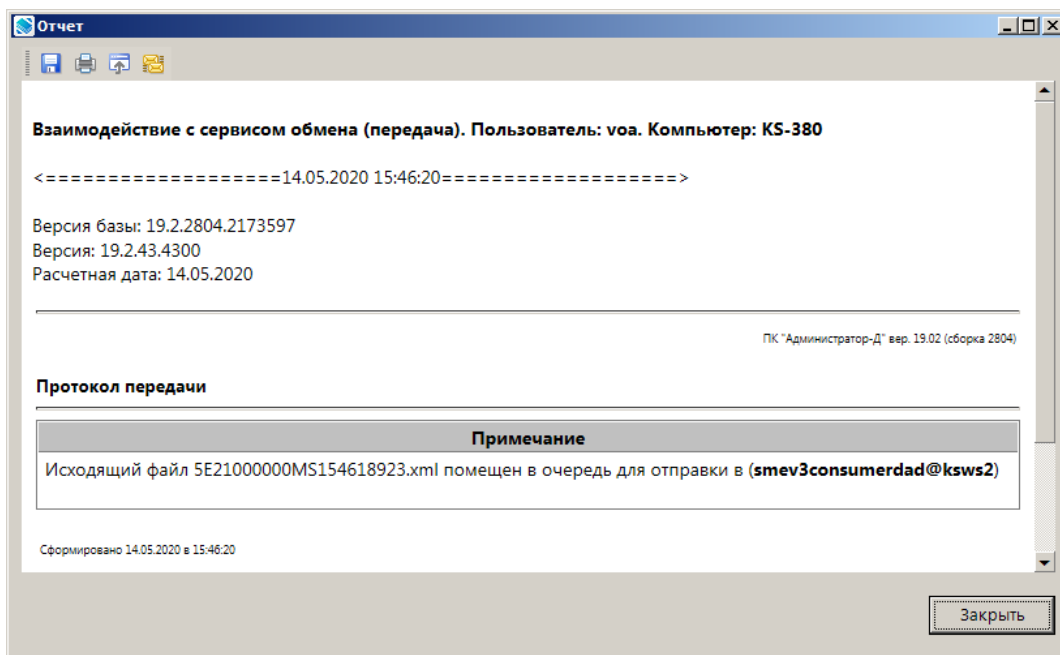 Отчет
Взаимодействие с сервисом обмена (передача). Пользователь: voa. Компьютер: KS-380
<===================14.05.2020 15:46:20===================>
Версия базы: 19.2.2804.2173597
Версия: 19.2.43.4300
Расчетная дата: 14.05.2020
ПК "Администратор-Д" вер. 19.02 (сборка 2804)
Протокол передачи
Примечание
Исходящий файл 5E21000000MS154618923.xml помещен в очередь для отправки в (smev3consumerdad@ksws2)
Сформировано 14.05.2020 в 15:46:20
Закрыть